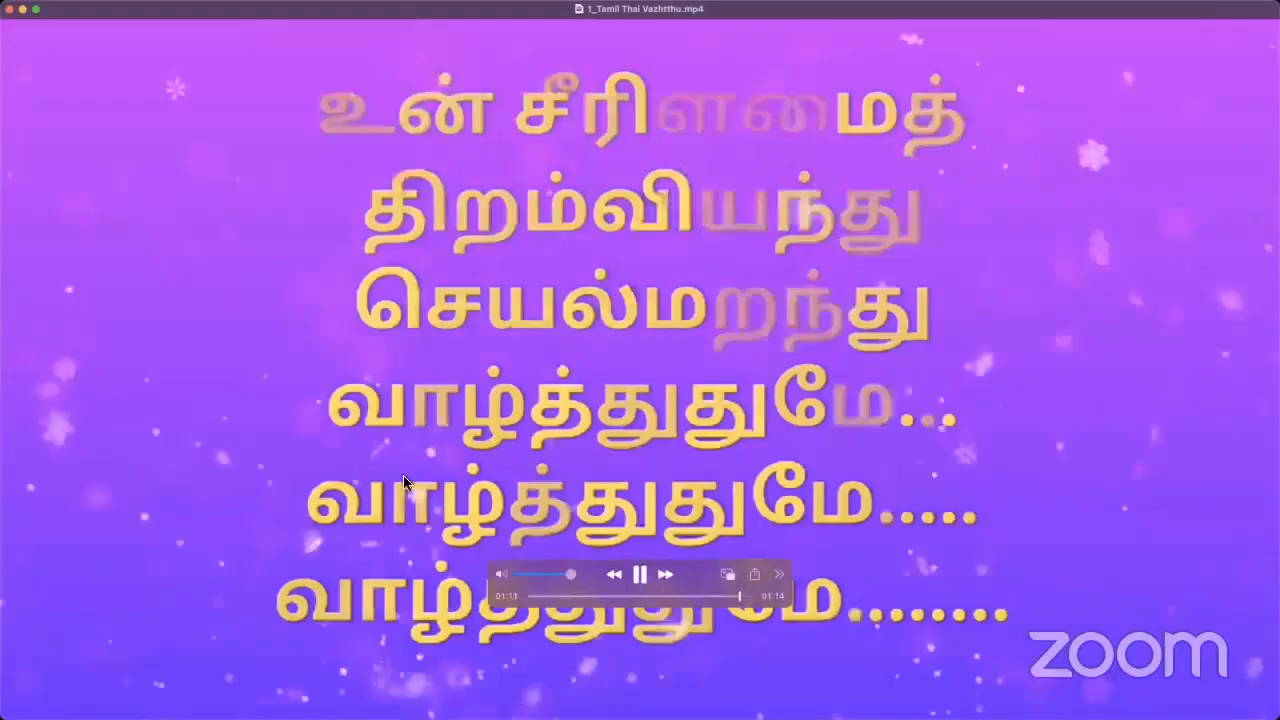 1_Tamil Thai Vazhtthu.mp4
உன் சீரிளமைத்
திறம்வியந்து
செயல்மறந்து
வாழ்த்துதுமே...
வாழ்த்துதுமே.....
வாழ்த்துதுமே........
01:11
01:14
zoom